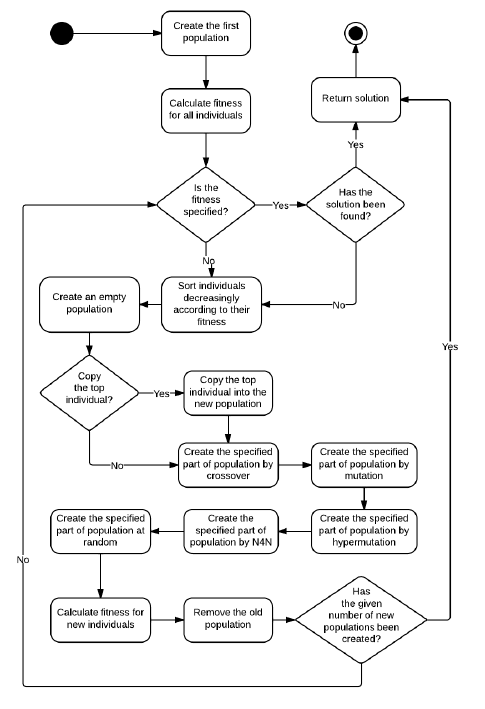 Create the first
population
Calculate fitness
for all individuals
Return solution
Yes
Is the
fitness
specified?
Yes
Has the
solution been
found?
No
No
Sort individuals
decreasingly
according to their
fitness
Create an empty
population
Copy
the top
individual?
Yes
Copy the top
individual into the
new population
No
Create the specified
part of population by
crossover
Create the specified
part of population by
mutation
Create the specified
part of population by
hypermutation
Create the
specified part of
population by N4N
Create the specified
part of population at
random
Calculate fitness for
new individuals
Remove the old
population
Has
the given
number of new
populations been
created?
Yes
No